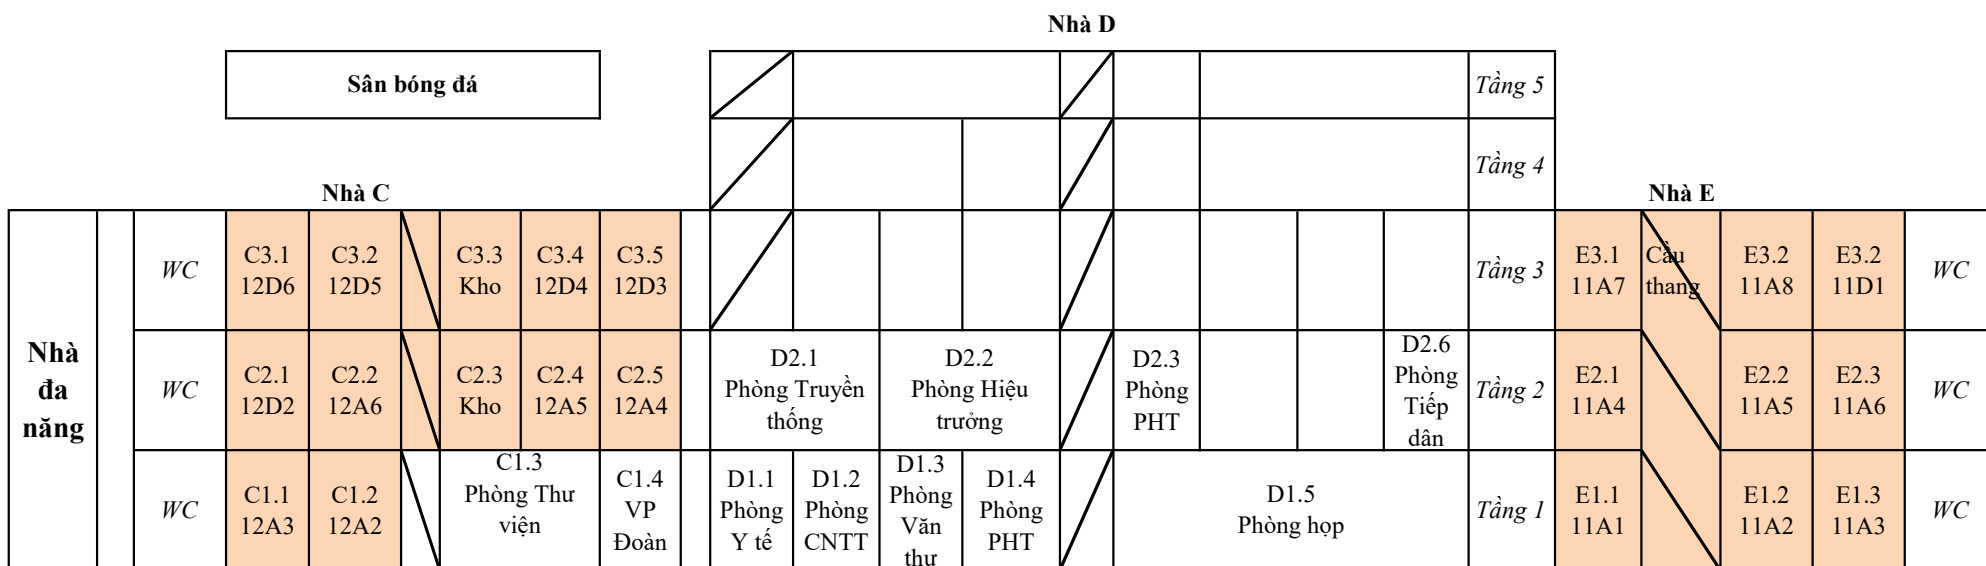 Nhà D
Sân bóng đá
Tầng 5
Tầng 4
Nhà C
Nhà E
Nhà
đa
năng
WC
C3.1
12D6
C3.2
12D5
C3.3
Kho
C3.4
12D4
C3.5
12D3
Tầng 3
E3.1
11A7
Cầu
thang
E3.2
11A8
E3.2
11D1
WC
WC
C2.1
12D2
C2.2
12A6
C2.3
Kho
C2.4
12A5
C2.5
12A4
D2.1
Phòng Truyền
thống
D2.2
Phòng Hiệu
trưởng
D2.3
Phòng
PHT
D2.6
Phòng
Tiếp
dân
Tầng 2
E2.1
11A4
E2.2
11A5
E2.3
11A6
WC
WC
C1.1
12A3
C1.2
12A2
C1.3
Phòng Thư
viện
C1.4
VP
Đoàn
D1.1
Phòng
Y tế
D1.2
Phòng
CNTT
D1.3
Phòng
Văn
thư
D1.4
Phòng
PHT
D1.5
Phòng họp
Tầng 1
E1.1
11A1
E1.2
11A2
E1.3
11A3
WC